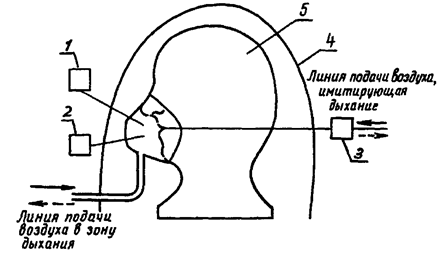 1
2
5
4
Линия подачи воздуха,
имитирующая
дыхание
3
Линия подачи
воздуха в зону
дыхания